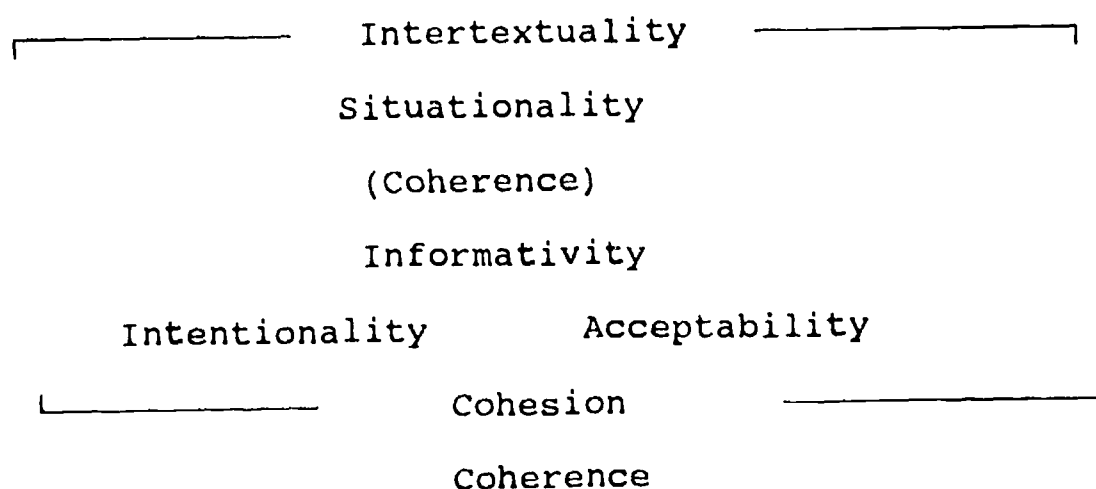 Intertextuality
Situationality
(Coherence)
Informativity
Intentionality Acceptability
Cohesion
Coherence